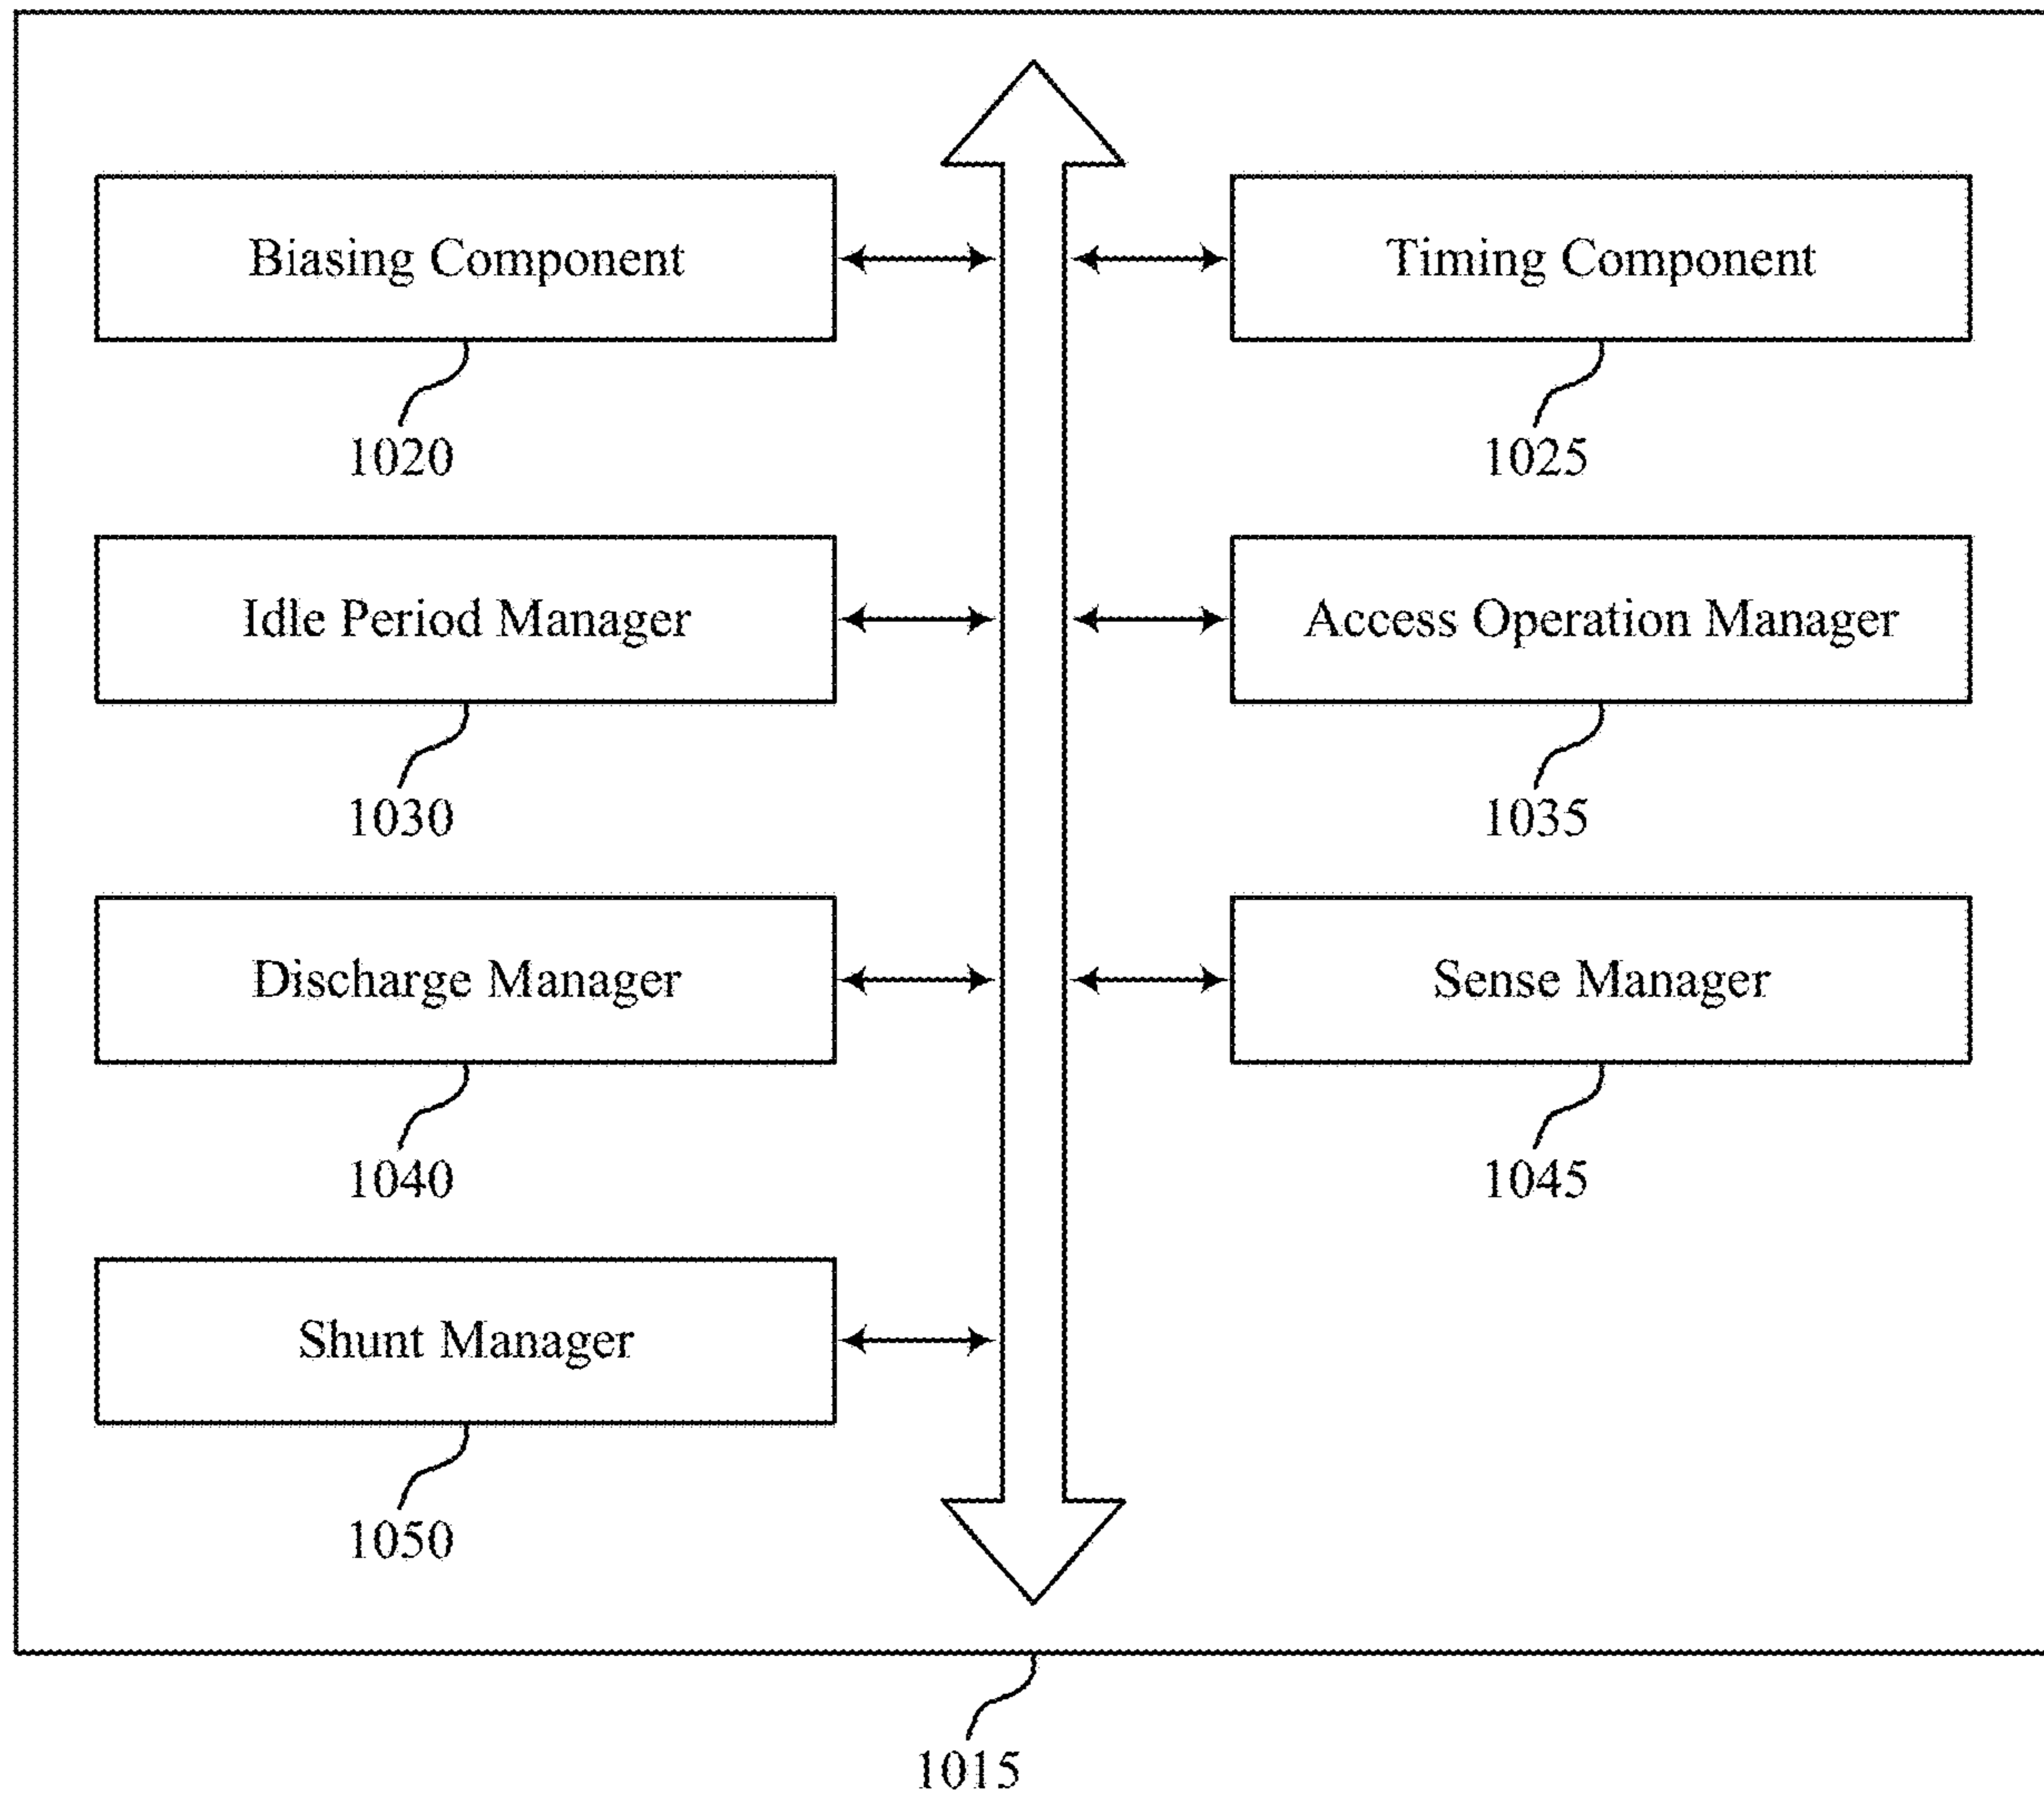 Biasing Component
Timing Component
1020
1025
Idle Period Manager
Access Operation Manager
1030
1035
Discharge Manager
Sense Manager
1040
1045
Shunt Manager
1050
1015